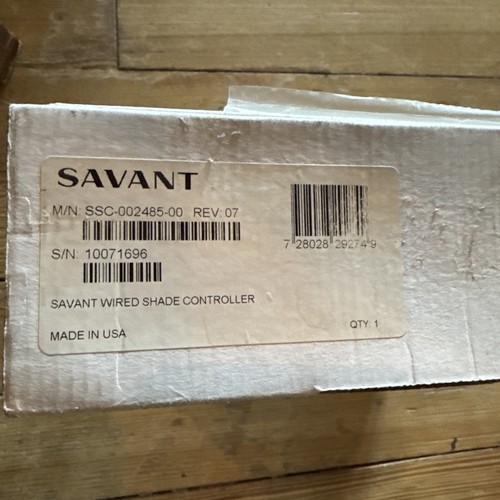 SAVANT
M/N: SSC-002485-00 REV: 07
S/N: 10071696
7 28028 29274 9
SAVANT WIRED SHADE CONTROLLER
MADE IN USA
QTY: 1